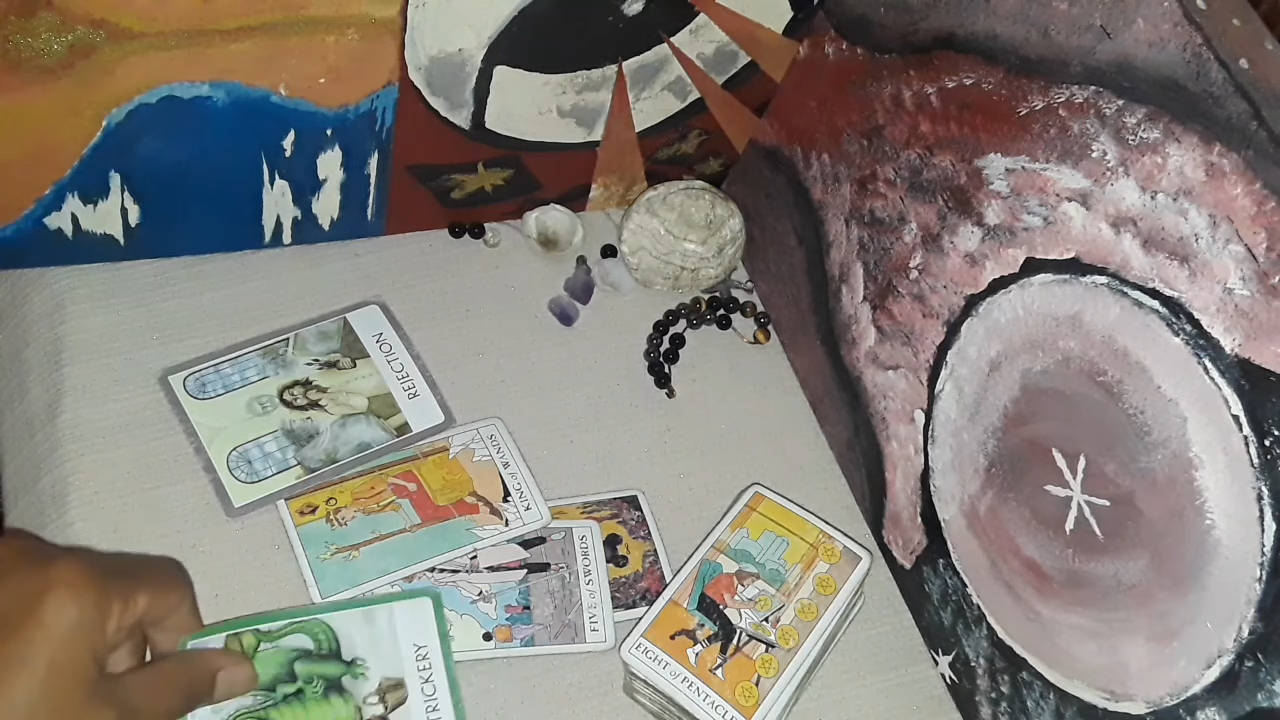 REJECTION
KING of WANDS
FIVE of SWORDS
TRICKERY
EIGHT of PENTACLES